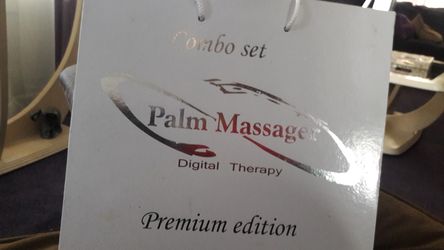 Combo set
Palm Massager
Digital Therapy
Premium edition